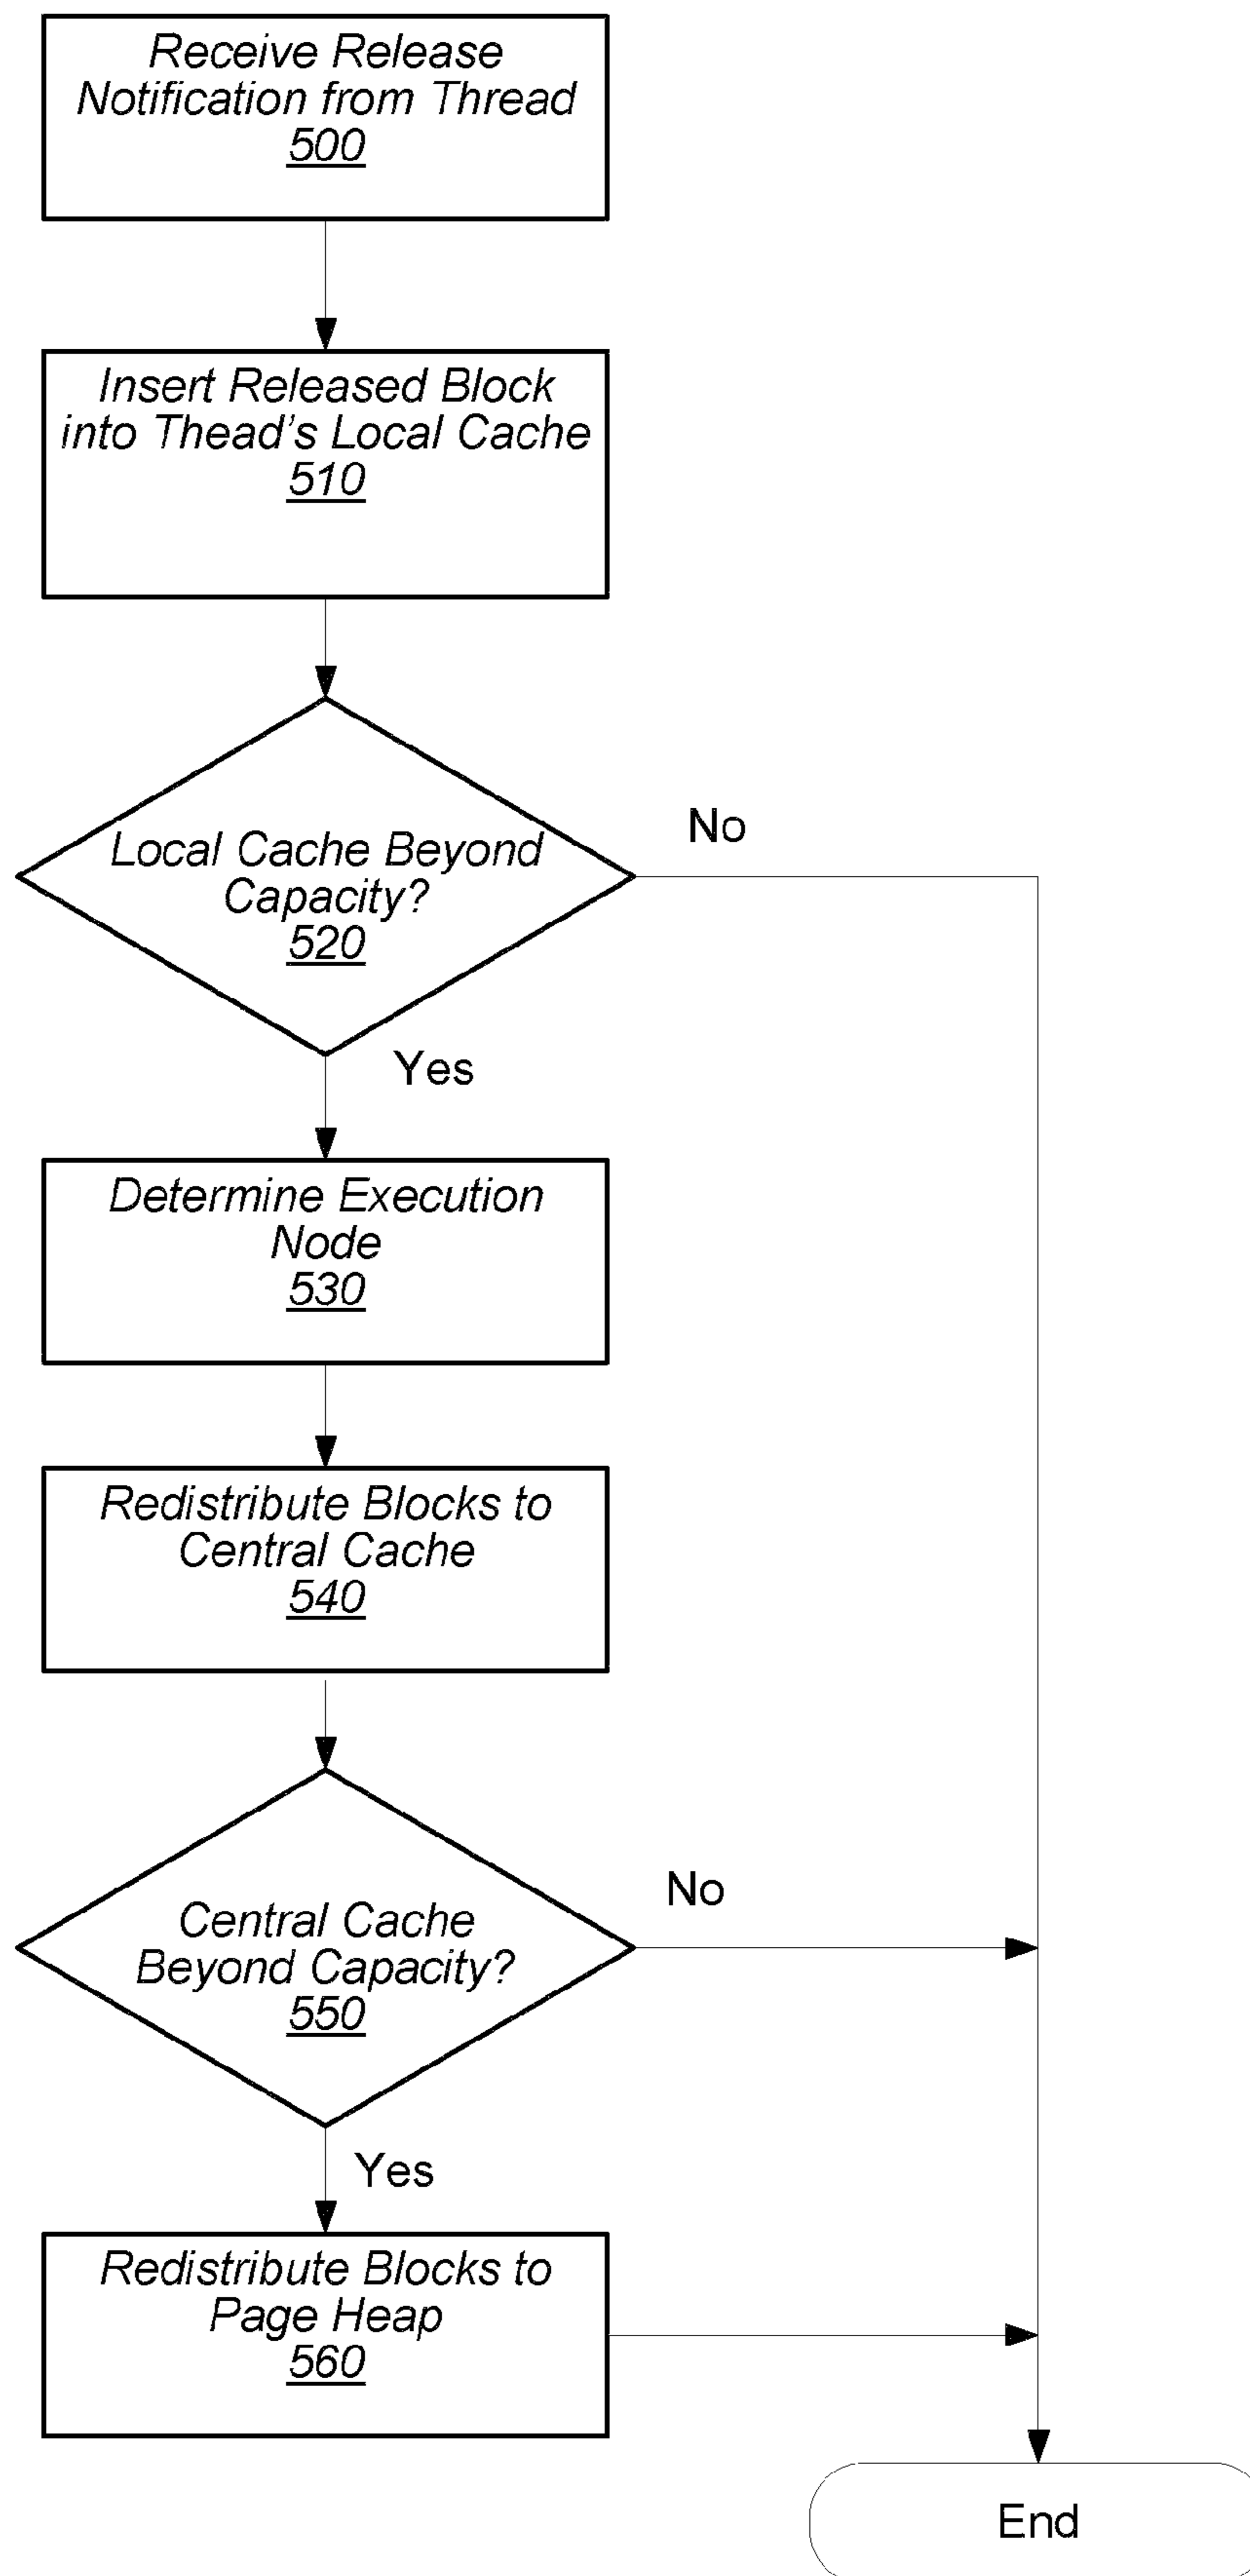 Receive Release
Notification from Thread
500
Insert Released Block
into Thead's Local Cache
510
No
Local Cache Beyond
Capacity?
520
Yes
Determine Execution
Node
530
Redistribute Blocks to
Central Cache
540
No
Central Cache
Beyond Capacity?
550
Yes
Redistribute Blocks to
Page Heap
560
End